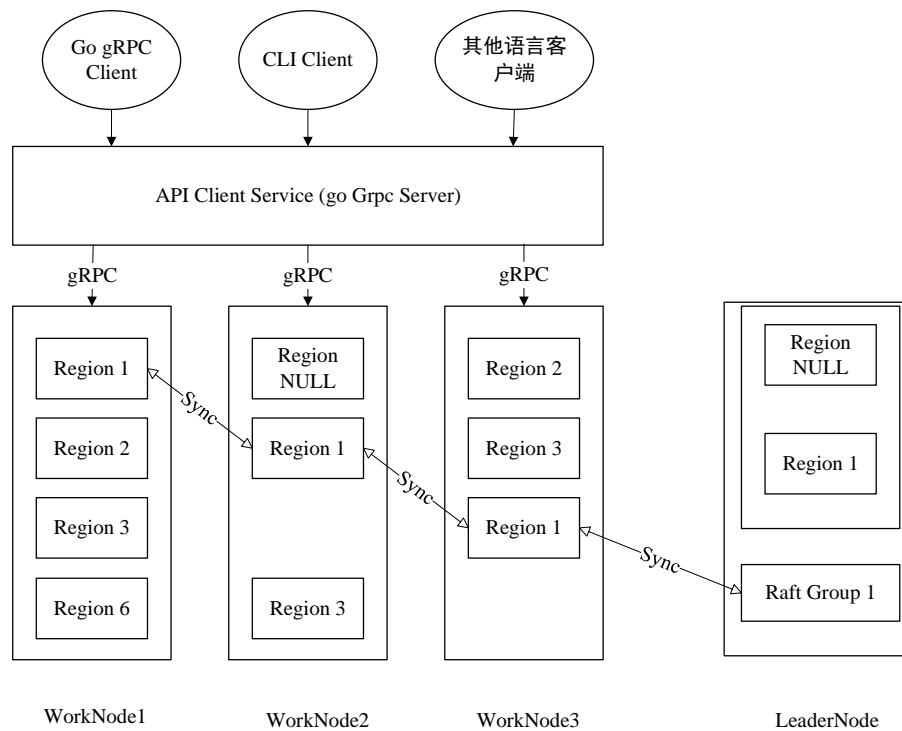 Go gRPC
Client
CLI Client
其他语言客
户端
API Client Service (go Grpc Server)
gRPC
gRPC
gRPC
Region 1
Region 2
Region 3
Region 6
Sync
Region
NULL
Region 1
Region 3
Sync
Region 2
Region 3
Region 1
Sync
Region
NULL
Region 1
Raft Group 1
WorkNode1
WorkNode2
WorkNode3
LeaderNode